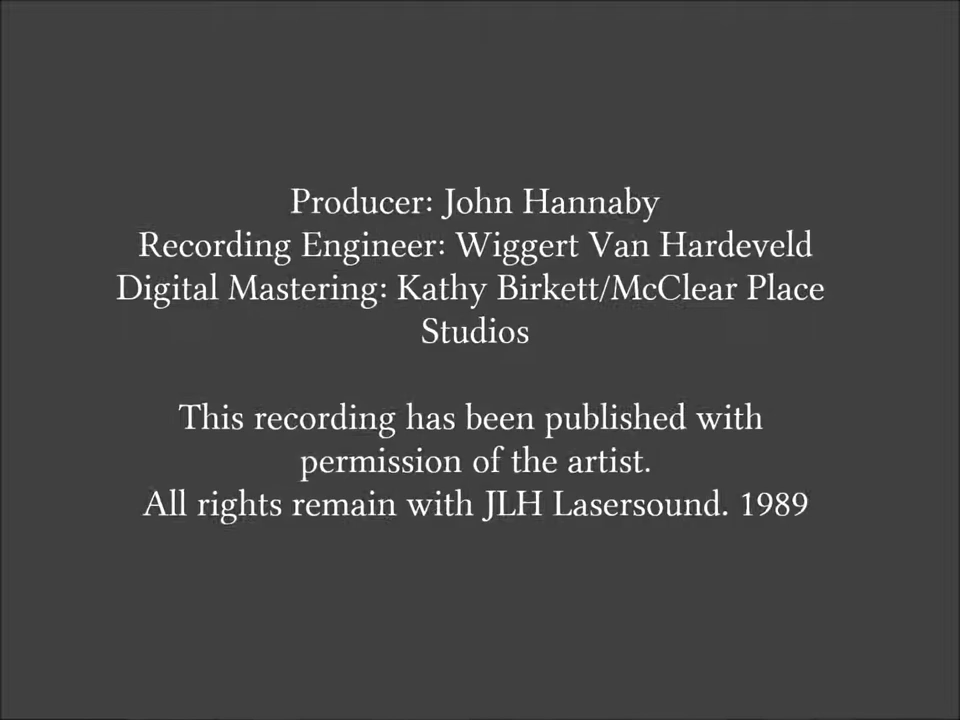 Producer: John Hannaby
Recording Engineer: Wiggert Van Hardeveld
Digital Mastering: Kathy Birkett/McClear Place
Studios
This recording has been published with
permission of the artist.
All rights remain with JLH Lasersound. 1989